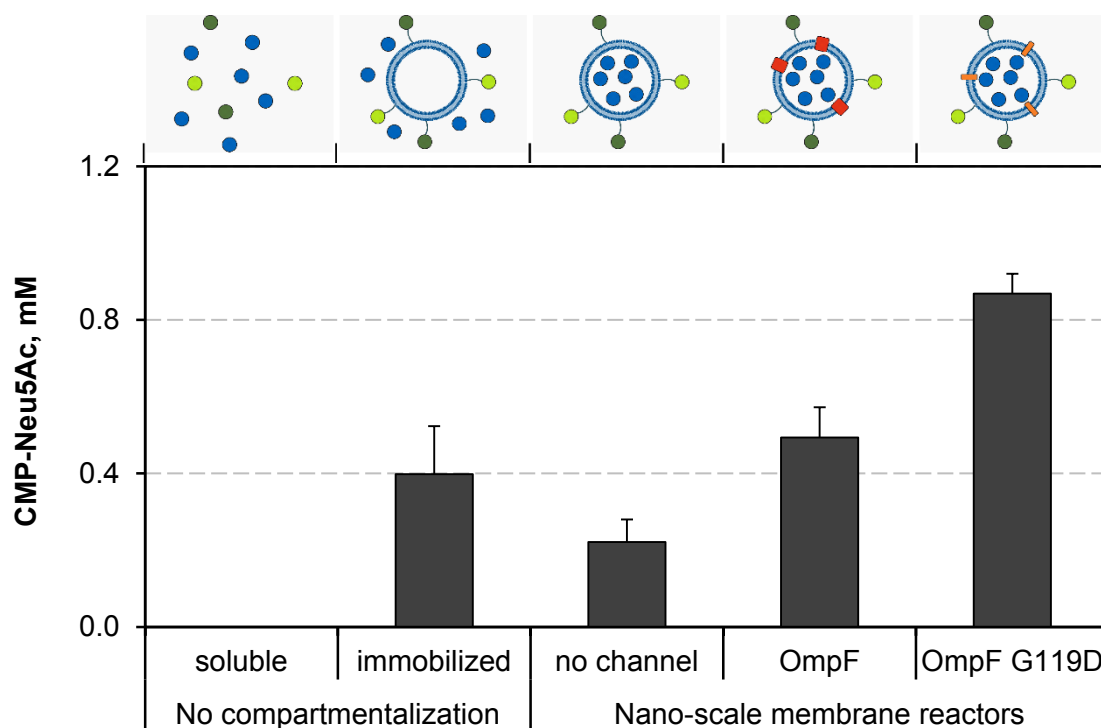 1.2
0.8
0.4
0.0
CMP-Neu5Ac, mM
soluble
immobilized
no channel
OmpF
OmpF G119D
No compartmentalization
Nano-scale membrane reactors